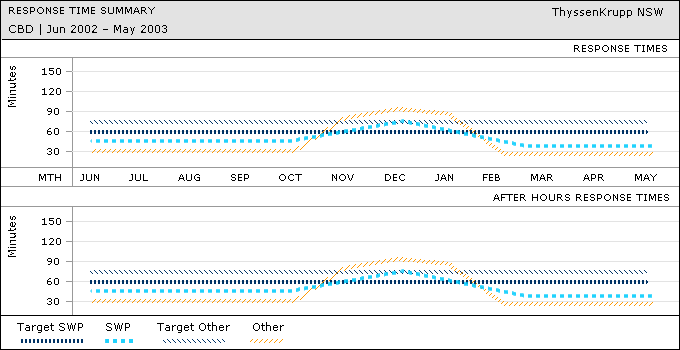 RESPONSE TIME SUMMARY ThyssenKrupp NSW
CBD | Jun 2002 – May 2003
RESPONSE TIMES
Minutes
150
120
90
60
30
MTH JUN JUL AUG SEP OCT NOV DEC JAN FEB MAR APR MAY
AFTER HOURS RESPONSE TIMES
Minutes
150
120
90
60
30
Target SWP SWP Target Other Other